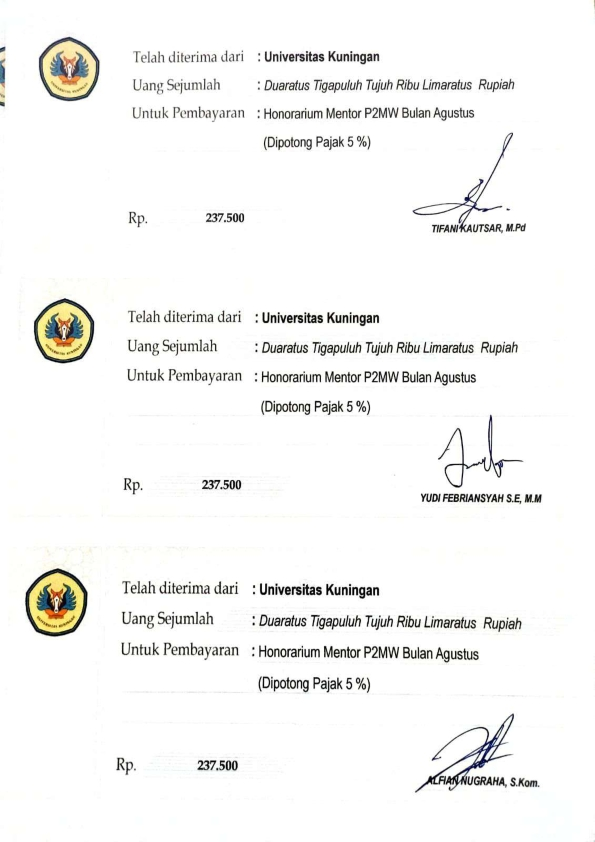 Telah diterima dari : Universitas Kuningan
Uang Sejumlah : Duaratus Tigapuluh Tujuh Ribu Limaratus Rupiah
Untuk Pembayaran : Honorarium Mentor P2MW Bulan Agustus
(Dipotong Pajak 5 %)
Rp. 237.500
TIFANI KAUTSAR, M.Pd
Telah diterima dari : Universitas Kuningan
Uang Sejumlah : Duaratus Tigapuluh Tujuh Ribu Limaratus Rupiah
Untuk Pembayaran : Honorarium Mentor P2MW Bulan Agustus
(Dipotong Pajak 5 %)
Rp. 237.500
YUDI FEBRIANSYAH S.E, M.M
Telah diterima dari : Universitas Kuningan
Uang Sejumlah : Duaratus Tigapuluh Tujuh Ribu Limaratus Rupiah
Untuk Pembayaran : Honorarium Mentor P2MW Bulan Agustus
(Dipotong Pajak 5 %)
Rp. 237.500
ALFIAN NUGRAHA, S.Kom.